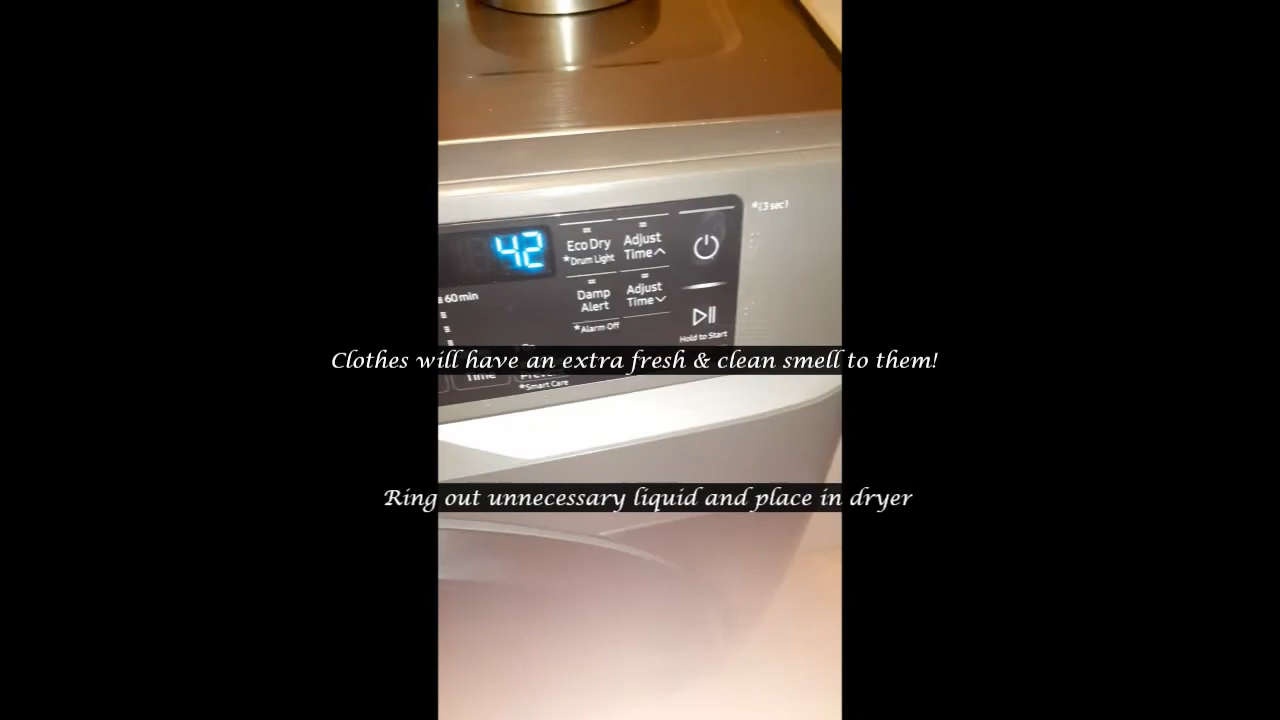 *(3 sec)
42
Eco Dry
*Drum Light
Adjust
Time
60 min
Damp
Alert
Adjust
Time
*Alarm Off
Hold to Start
Clothes will have an extra fresh & clean smell to them!
Time
*Smart Care
Ring out unnecessary liquid and place in dryer